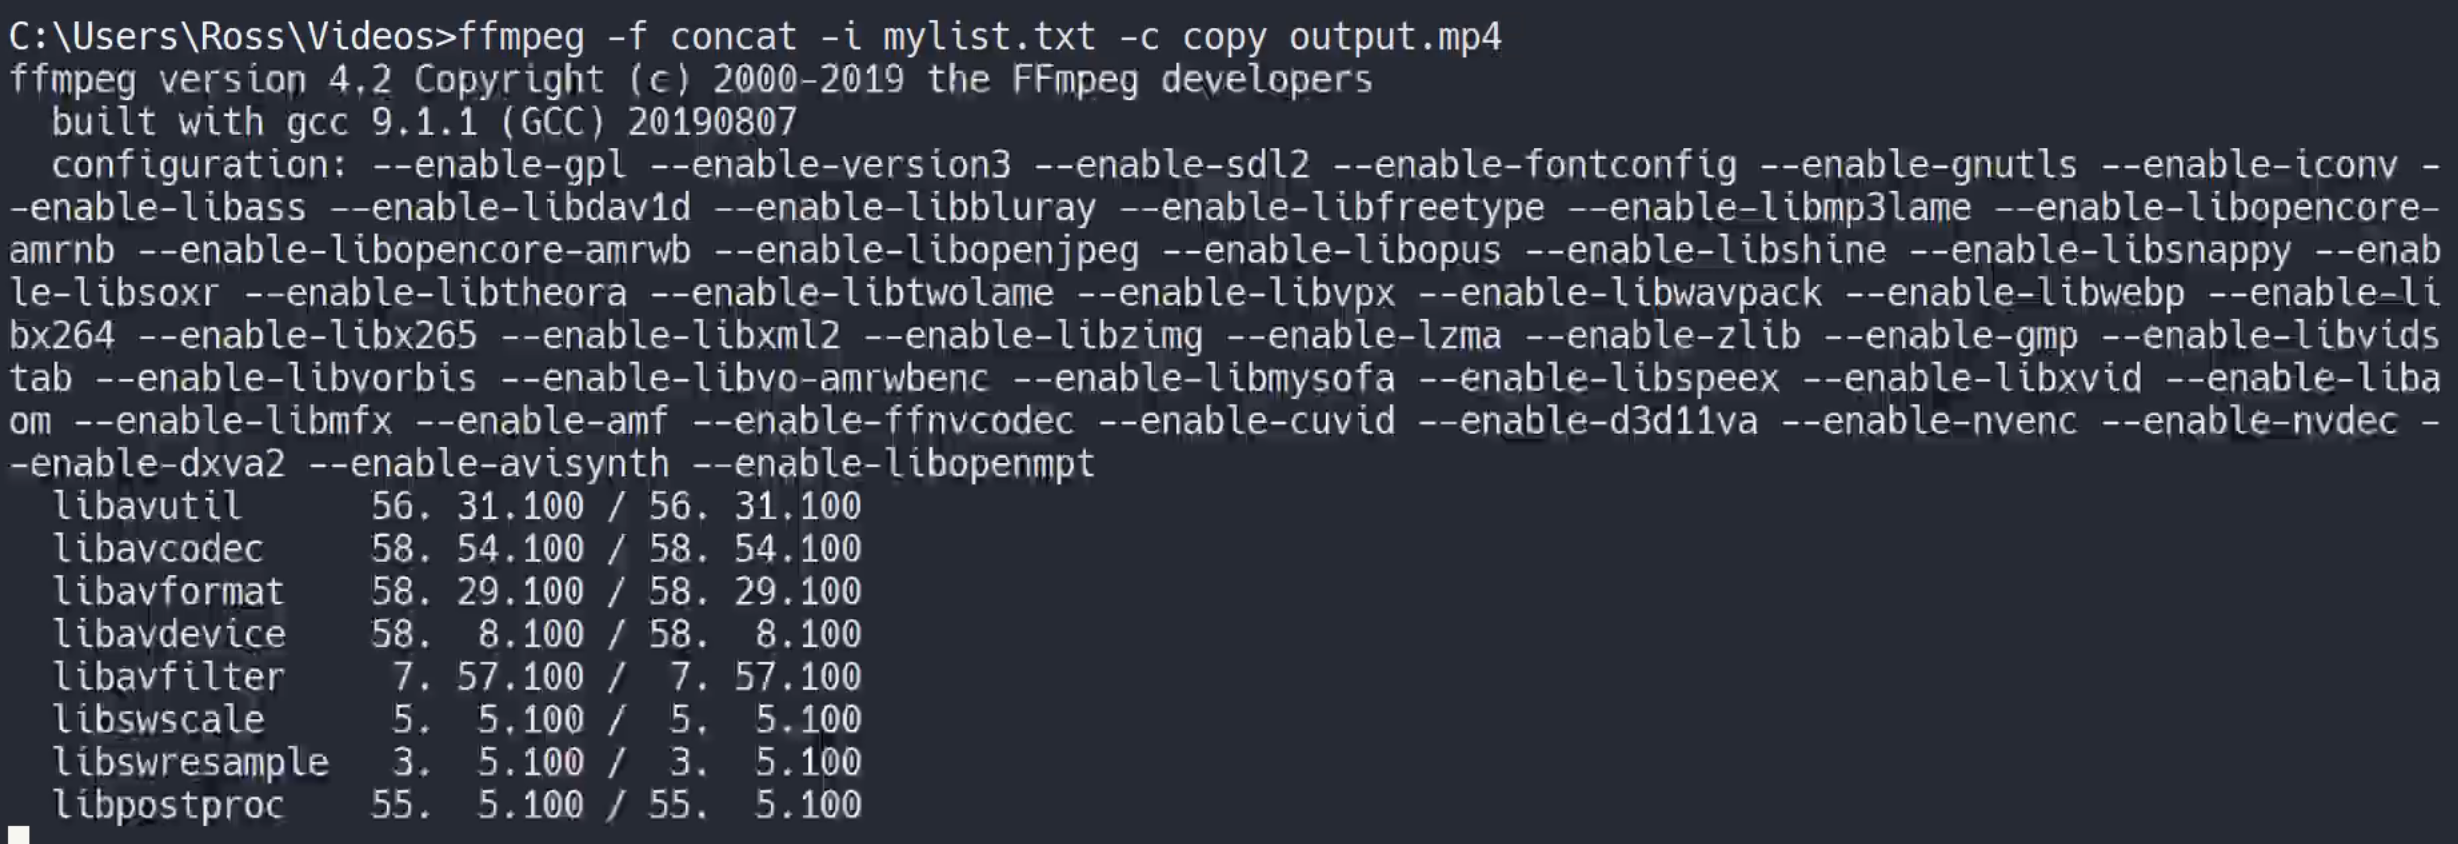 C:\Users\Ross\Videos>ffmpeg -f concat -i mylist.txt -c copy output.mp4
ffmpeg version 4.2 Copyright (c) 2000-2019 the FFmpeg developers
  built with gcc 9.1.1 (GCC) 20190807
  configuration: --enable-gpl --enable-version3 --enable-sdl2 --enable-fontconfig --enable-gnutls --enable-iconv -
-enable-libass --enable-libdav1d --enable-libbluray --enable-libfreetype --enable-libmp3lame --enable-libopencore-
amrnb --enable-libopencore-amrwb --enable-libopenjpeg --enable-libopus --enable-libshine --enable-libsnappy --enab
le-libsoxr --enable-libtheora --enable-libtwolame --enable-libvpx --enable-libwavpack --enable-libwebp --enable-li
bx264 --enable-libx265 --enable-libxml2 --enable-libzimg --enable-lzma --enable-zlib --enable-gmp --enable-libvids
tab --enable-libvorbis --enable-libvo-amrwbenc --enable-libmysofa --enable-libspeex --enable-libxvid --enable-liba
om --enable-libmfx --enable-amf --enable-ffnvcodec --enable-cuvid --enable-d3d11va --enable-nvenc --enable-nvdec -
-enable-dxva2 --enable-avisynth --enable-libopenmpt
  libavutil      56. 31.100 / 56. 31.100
  libavcodec     58. 54.100 / 58. 54.100
  libavformat    58. 29.100 / 58. 29.100
  libavdevice    58.  8.100 / 58.  8.100
  libavfilter     7. 57.100 /  7. 57.100
  libswscale      5.  5.100 /  5.  5.100
  libswresample   3.  5.100 /  3.  5.100
  libpostproc    55.  5.100 / 55.  5.100